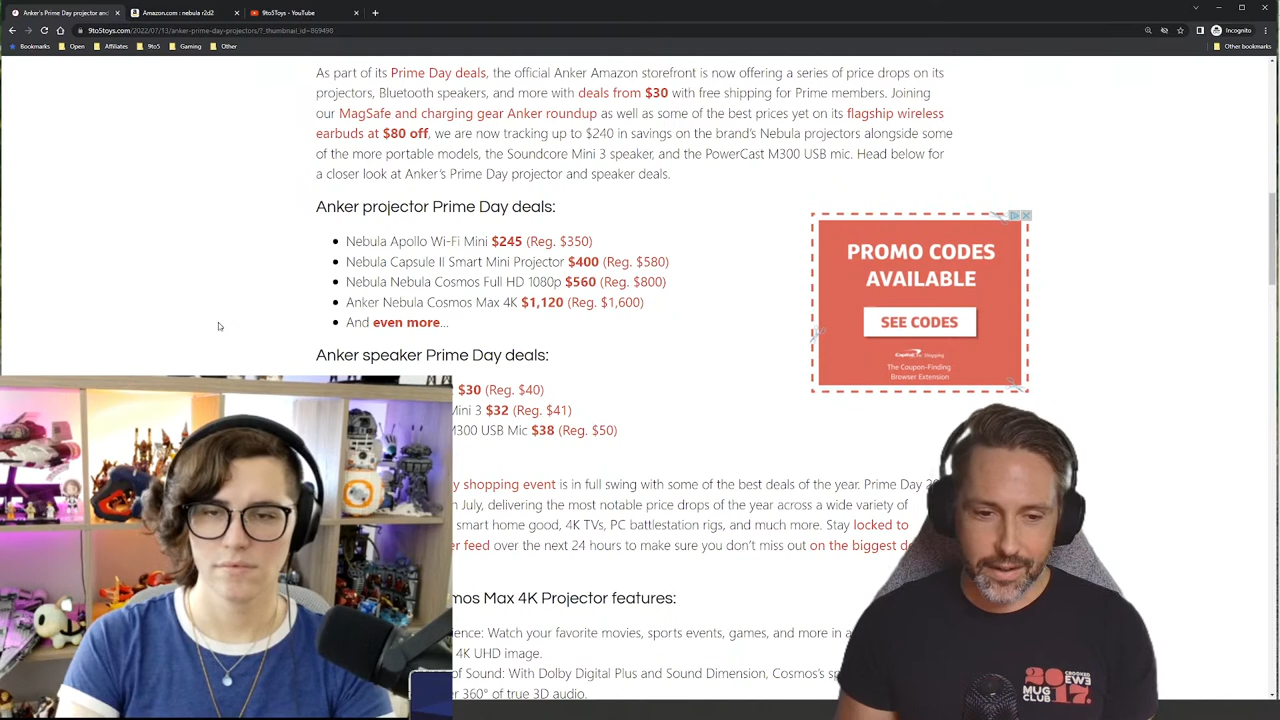 Anker's Prime Day projector and
Amazon.com : nebula r2d2
9to5Toys - YouTube
9to5toys.com/2022/07/13/anker-prime-day-projectors/?_thumbnail_id=869498
Incognito
Bookmarks
Open
Affiliates
9to5
Gaming
Other
Other bookmarks
As part of its Prime Day deals, the official Anker Amazon storefront is now offering a series of price drops on its
projectors, Bluetooth speakers, and more with deals from $30 with free shipping for Prime members. Joining
our MagSafe and charging gear Anker roundup as well as some of the best prices yet on its flagship wireless
earbuds at $80 off, we are now tracking up to $240 in savings on the brand's Nebula projectors alongside some
of the more portable models, the Soundcore Mini 3 speaker, and the PowerCast M300 USB mic. Head below for
a closer look at Anker's Prime Day projector and speaker deals.
Anker projector Prime Day deals:
Nebula Apollo Wi-Fi Mini $245 (Reg. $350)
Nebula Capsule II Smart Mini Projector $400 (Reg. $580)
Nebula Nebula Cosmos Full HD 1080p $560 (Reg. $800)
Anker Nebula Cosmos Max 4K $1,120 (Reg. $1,600)
And even more…
PROMO CODES
AVAILABLE
SEE CODES
Capital One Shopping
The Coupon-Finding
Browser Extension
Anker speaker Prime Day deals:
$30 (Reg. $40)
Mini 3 $32 (Reg. $41)
M300 USB Mic $38 (Reg. $50)
y shopping event is in full swing with some of the best deals of the year. Prime Day 20
n July, delivering the most notable price drops of the year across a wide variety of
smart home good, 4K TVs, PC battlestation rigs, and much more. Stay locked to
er feed over the next 24 hours to make sure you don't miss out on the biggest de
mos Max 4K Projector features:
ence: Watch your favorite movies, sports events, games, and more in a
4K UHD image.
of Sound: With Dolby Digital Plus and Sound Dimension, Cosmos's sp
r 360° of true 3D audio.
CROOKED
EWE
20
MUG
CLUB
17.